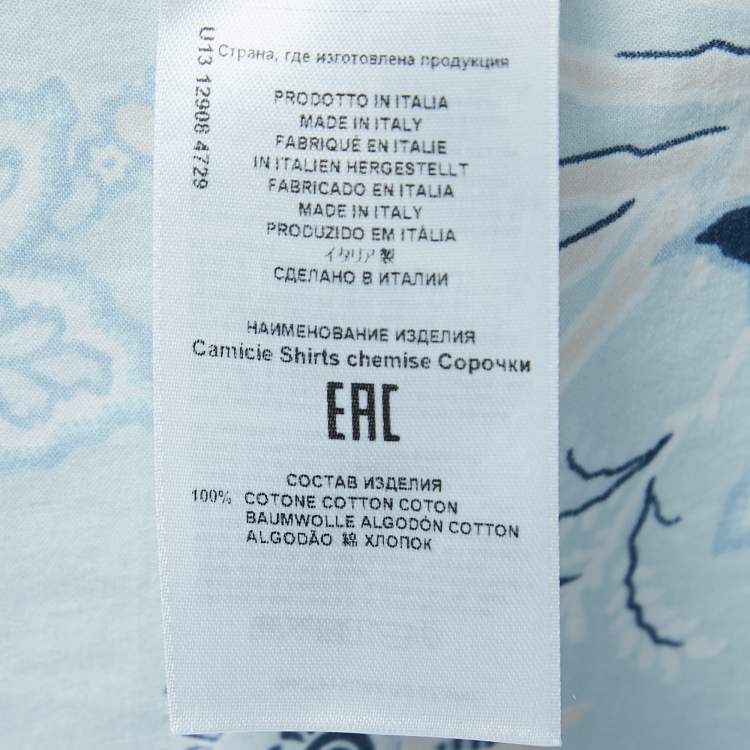 U13 12908 4729
Страна, где изготовлена продукция
PRODOTTO IN ITALIA
MADE IN ITALY
FABRIQUÉ EN ITALIE
IN ITALIEN HERGESTELLT
FABRICADO EN ITALIA
MADE IN ITALY
PRODUZIDO EM ITÀLIA
イタリア 製
СДЕЛАНО В ИТАЛИИ
НАИМЕНОВАНИЕ ИЗДЕЛИЯ
Camicie Shirts chemise Сорочки
EAC
СОСТАВ ИЗДЕЛИЯ
100% COTONE COTTON COTON
BAUMWOLLE ALGODÓN COTTON
ALGODÃO 綿 ХЛОПОК